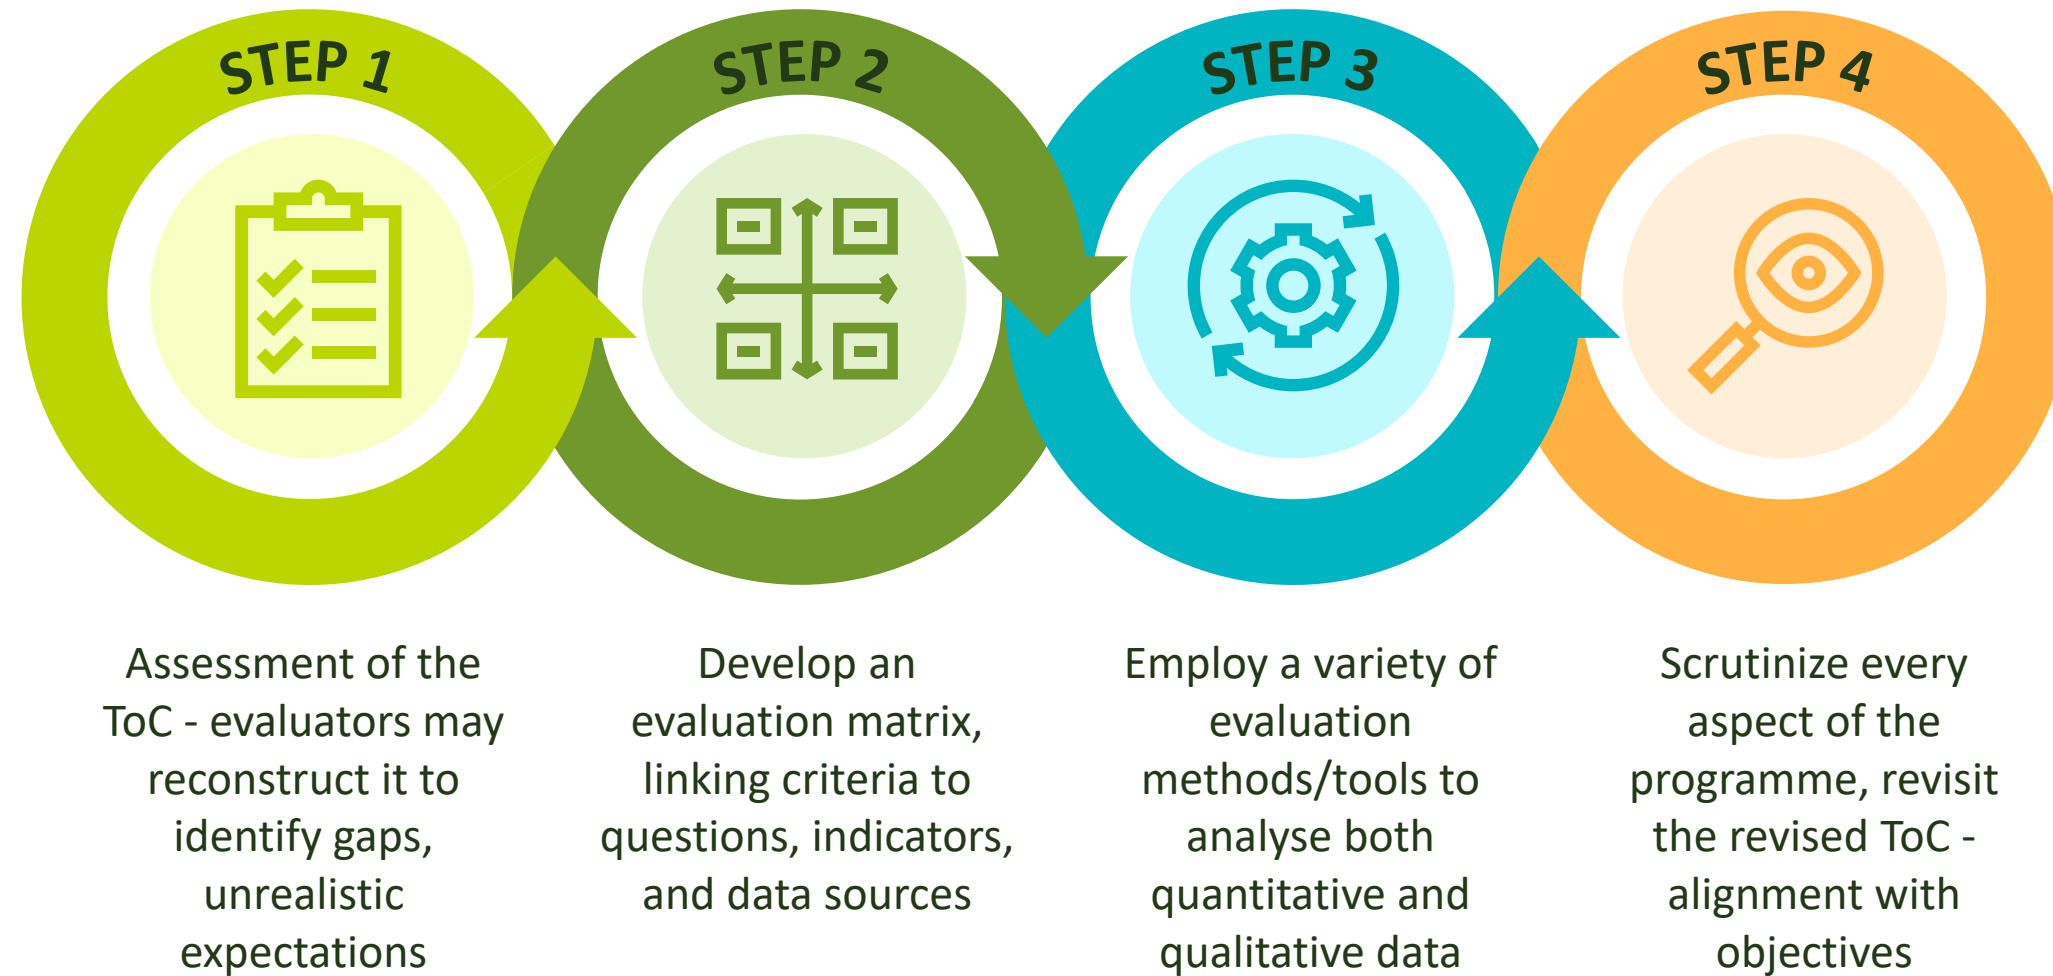 STEP 1
Assessment of the
ToC - evaluators may
reconstruct it to
identify gaps,
unrealistic
expectations
STEP 2
Develop an
evaluation matrix,
linking criteria to
questions, indicators,
and data sources
STEP 3
Employ a variety of
evaluation
methods/tools to
analyse both
quantitative and
qualitative data
STEP 4
Scrutinize every
aspect of the
programme, revisit
the revised ToC -
alignment with
objectives